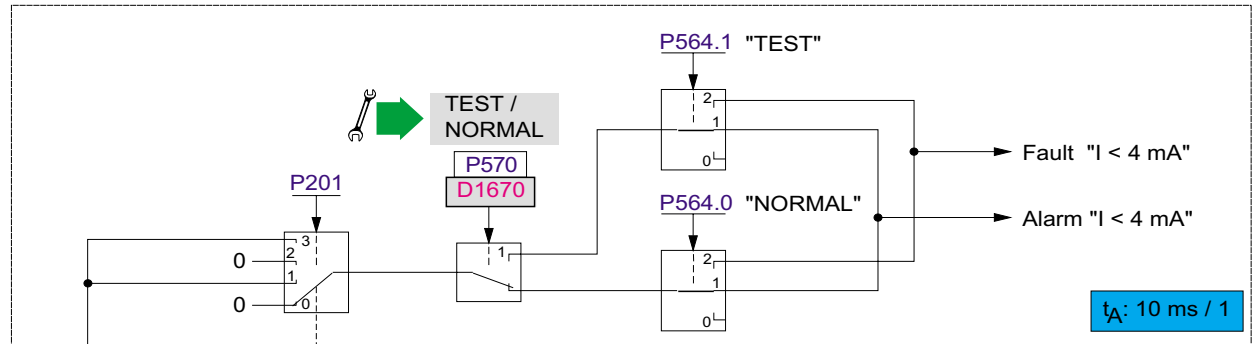 P564.1 "TEST"
2
1
0
TEST /
NORMAL
P570
D1670
P201
Fault "I < 4 mA"
P564.0 "NORMAL"
Alarm "I < 4 mA"
3
2
1
0
0
0
1
2
1
0
tA: 10 ms / 1